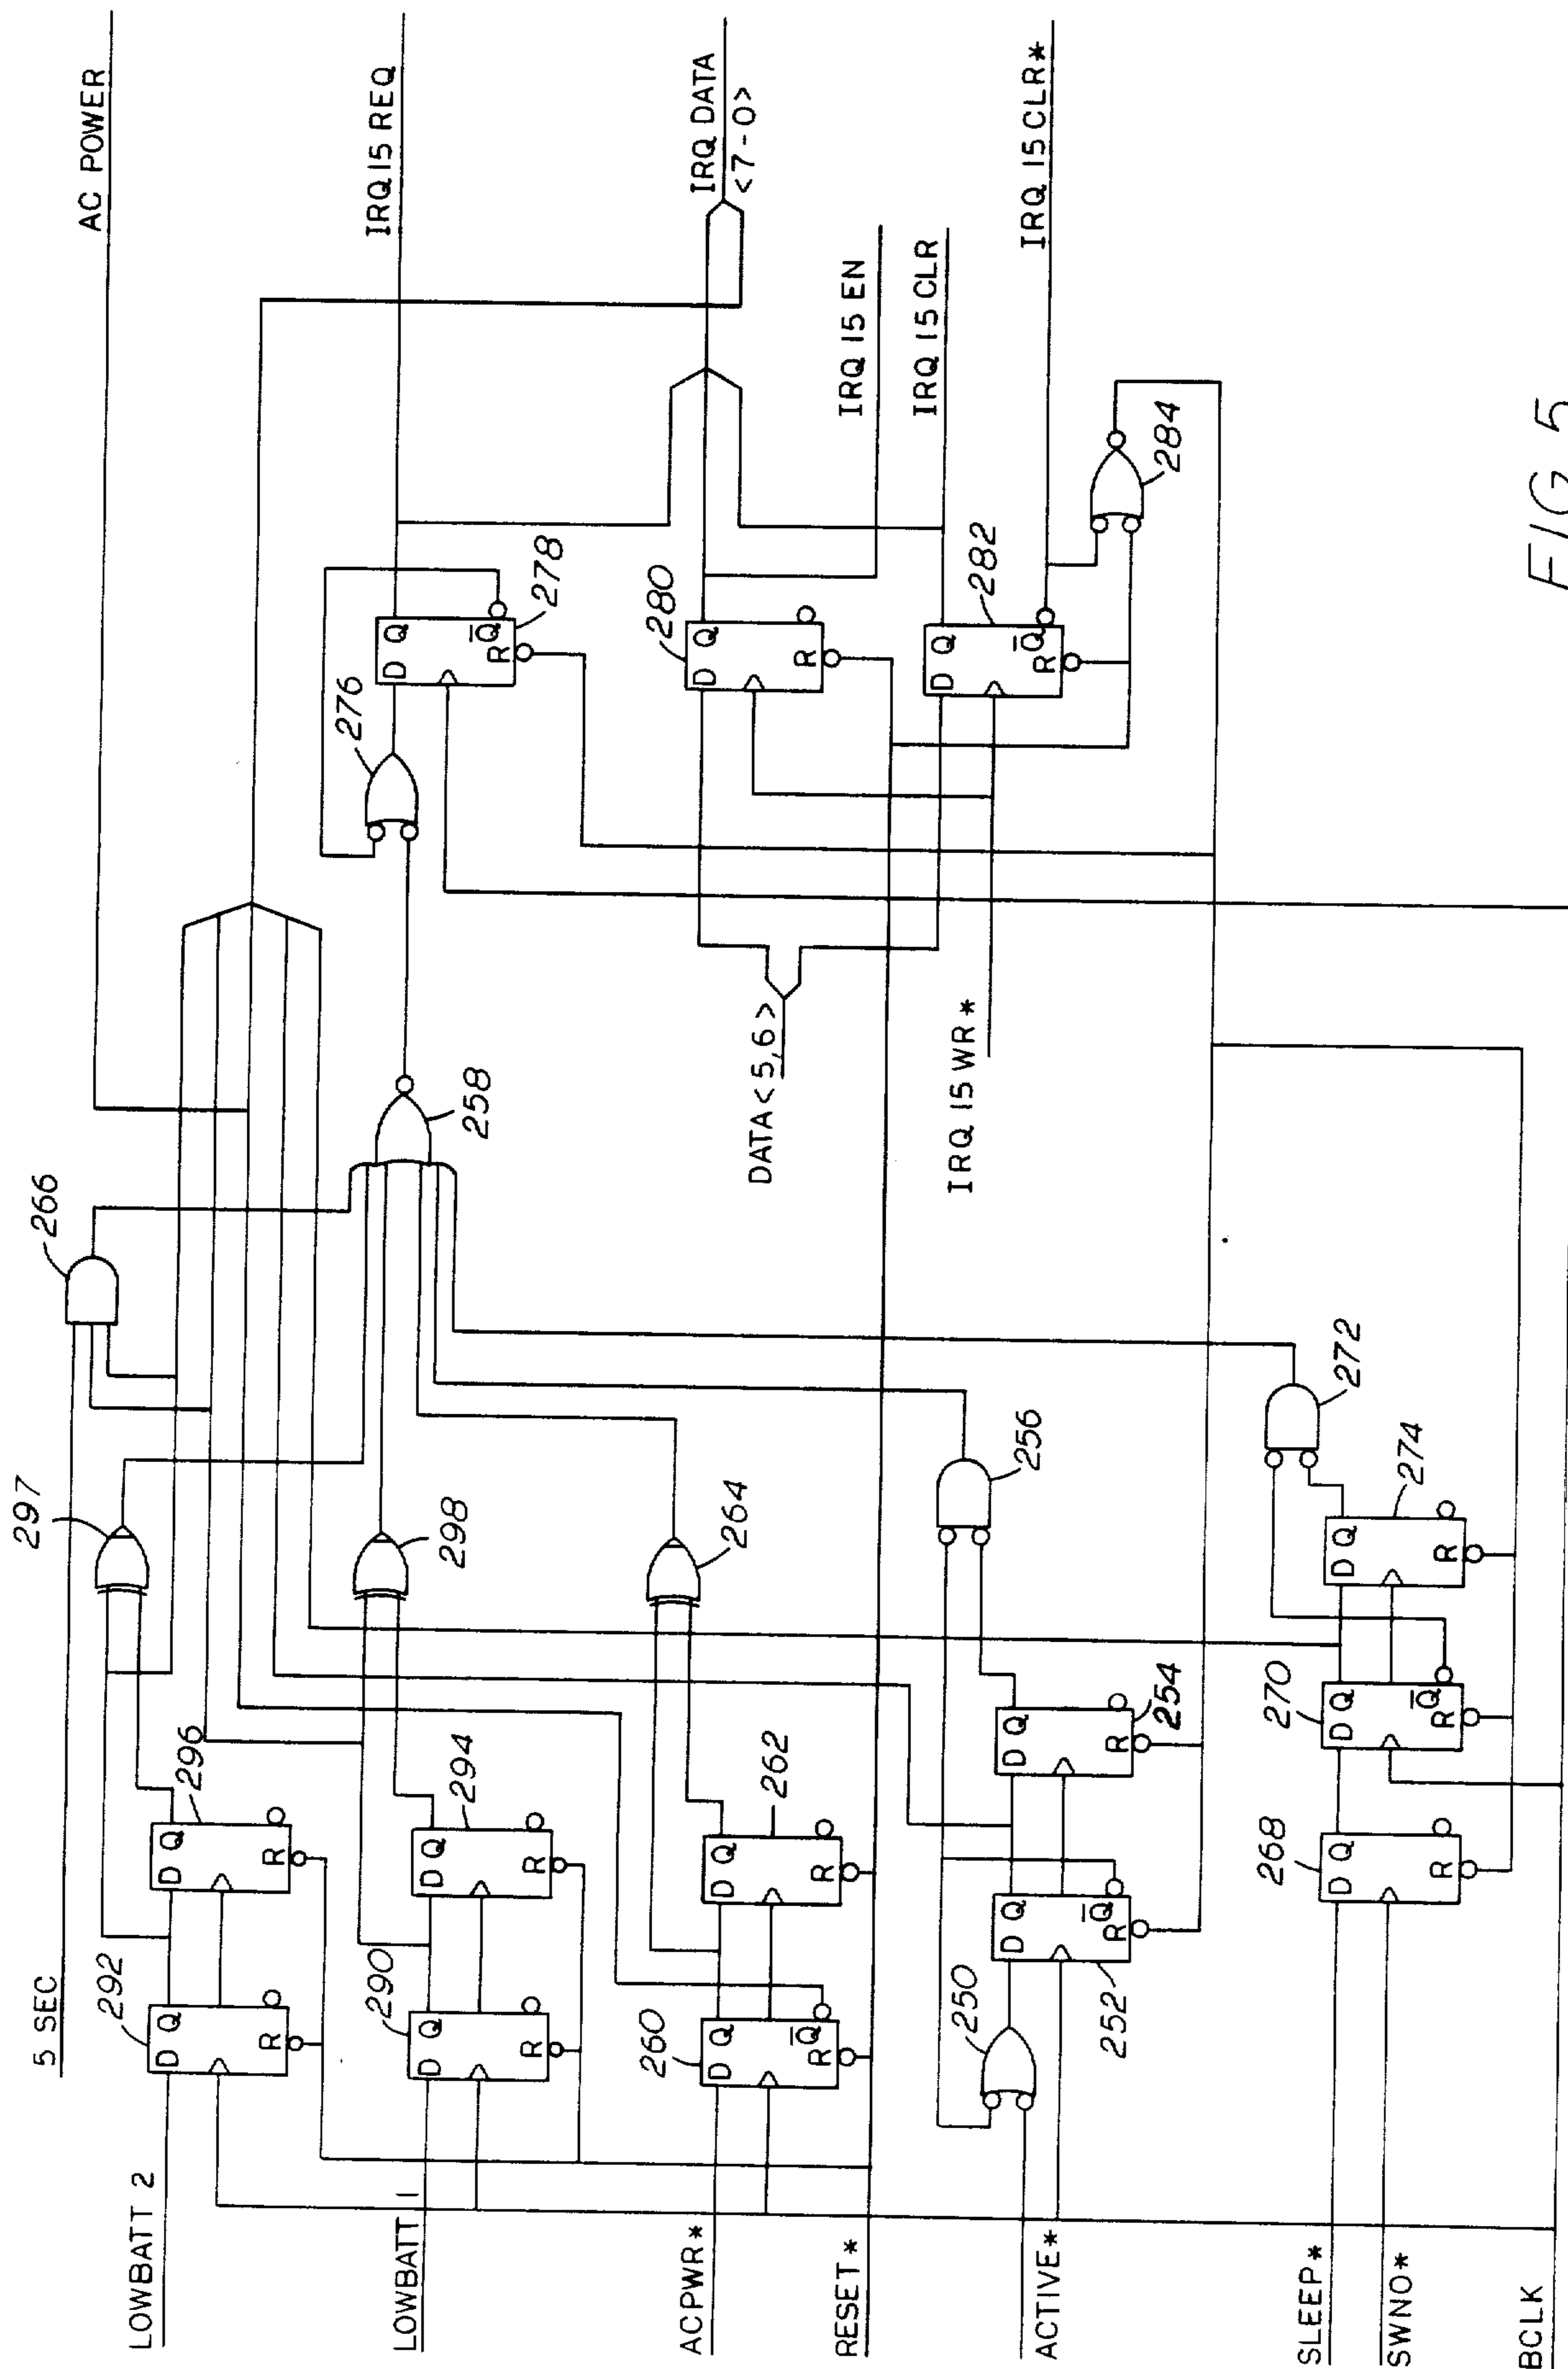 AC POWER
IRQ 15 REQ
IRQ DATA
<7-0>
IRQ 15 EN
IRQ 15 CLR
IRQ 15 CLR*
5 SEC
LOWBATT 2
LOWBATT 1
ACPWR*
RESET*
ACTIVE*
SLEEP*
SWNO*
BCLK
DATA<5,6>
IRQ 15 WR*
292
D Q
R
296
D Q
R
297
266
290
D Q
R
294
D Q
R
298
258
276
D Q
Q
R
278
260
D Q
Q
R
262
D Q
R
264
280
D Q
R
250
252
D Q
Q
R
254
D Q
R
256
282
D Q
Q
R
284
268
D Q
R
270
D Q
Q
R
274
D Q
R
272
FIG. 5